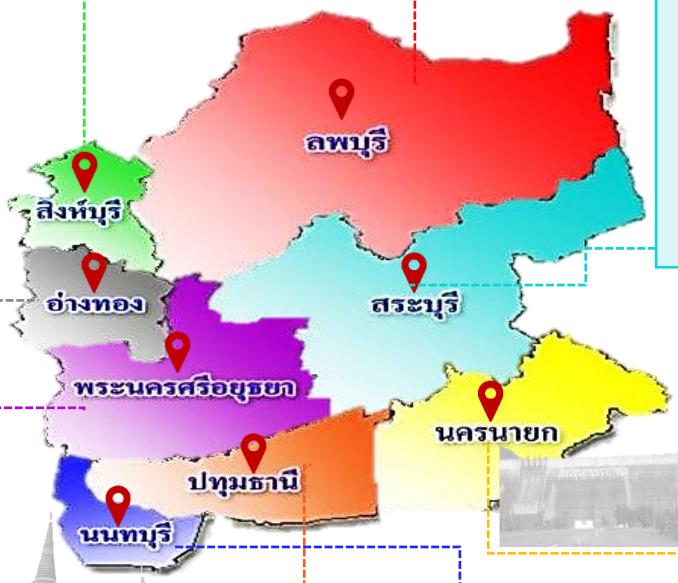 ลพบุรี
สิงห์บุรี
อ่างทอง
สระบุรี
พระนครศรีอยุธยา
นครนายก
ปทุมธานี
นนทบุรี